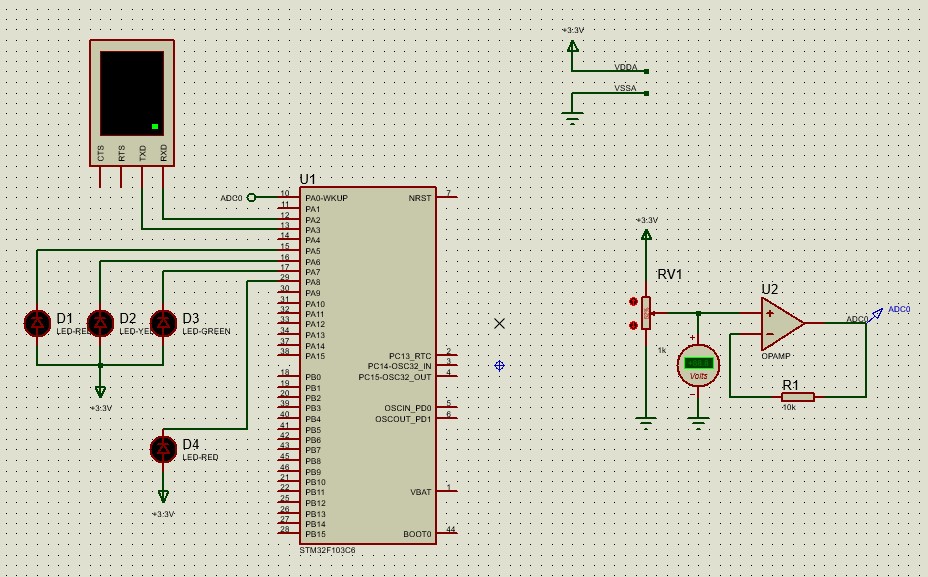 +3.3V
VDDA
VSSA
CTS
RTS
TXD
RXD
U1
ADC0
10 PA0-WKUP NRST 7
11 PA1
12 PA2
13 PA3
14 PA4
15 PA5
16 PA6
17 PA7
29 PA8
30 PA9
31 PA10
32 PA11
33 PA12
34 PA13
37 PA14
38 PA15
PC13_RTC 2
PC14-OSC32_IN 3
PC15-OSC32_OUT 4
18 PB0
19 PB1
20 PB2
39 PB3
40 PB4
41 PB5
42 PB6
43 PB7
45 PB8
46 PB9
21 PB10
22 PB11
25 PB12
26 PB13
27 PB14
28 PB15
OSCIN_PD0 5
OSCOUT_PD1 6
VBAT 1
BOOT0 44
STM32F103C6
D1
LED-RED
D2
LED-YEL
D3
LED-GREEN
+3.3V
D4
LED-RED
+3.3V
+3.3V
RV1
1k
+
Volts
−
U2
+
−
OPAMP
ADC0
ADC0
R1
10k